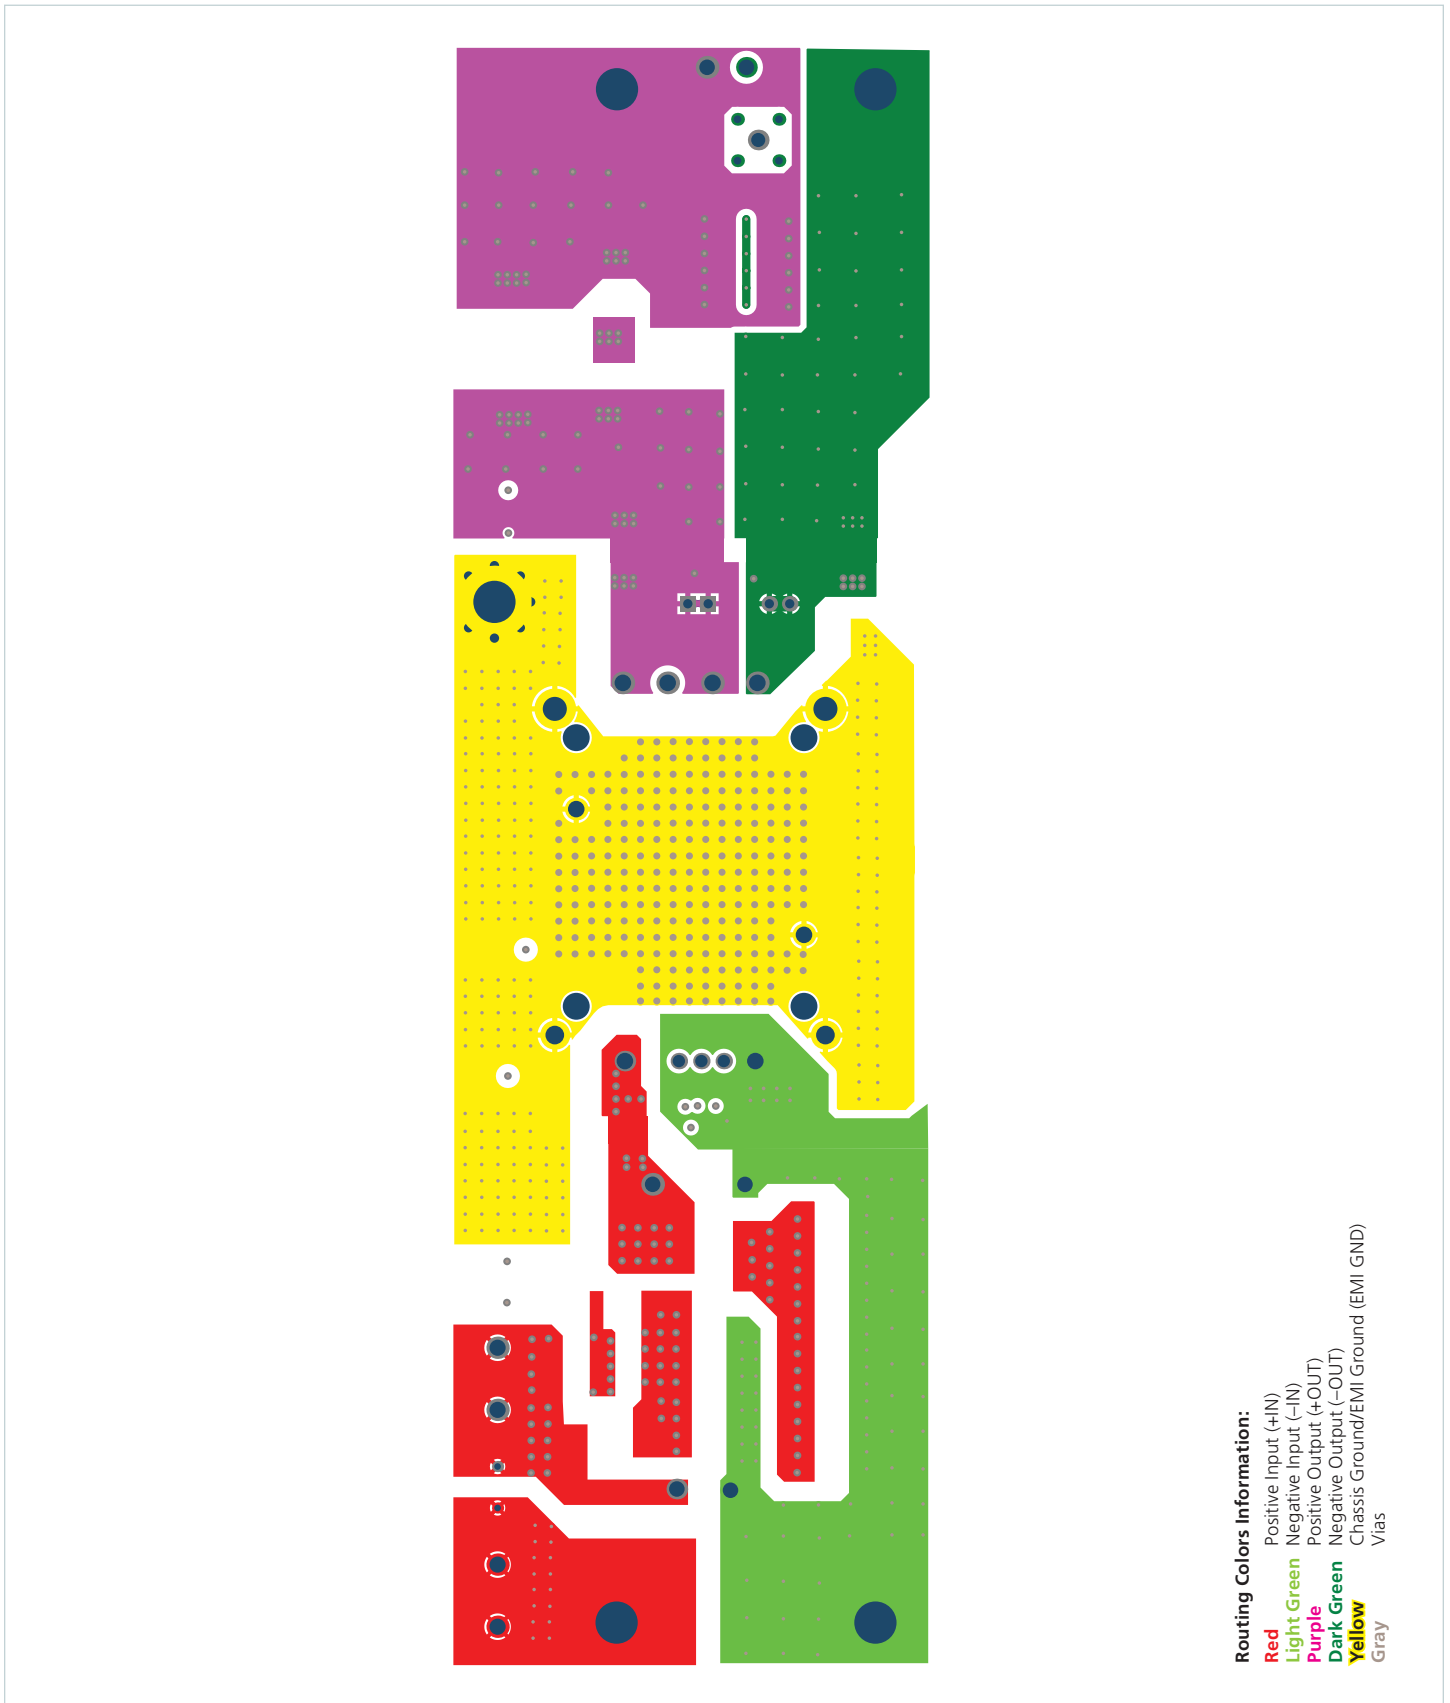 Routing Colors Information:
Red Positive Input (+IN)
Light Green Negative Input (–IN)
Purple Positive Output (+OUT)
Dark Green Negative Output (–OUT)
Yellow Chassis Ground/EMI Ground (EMI GND)
Gray Vias